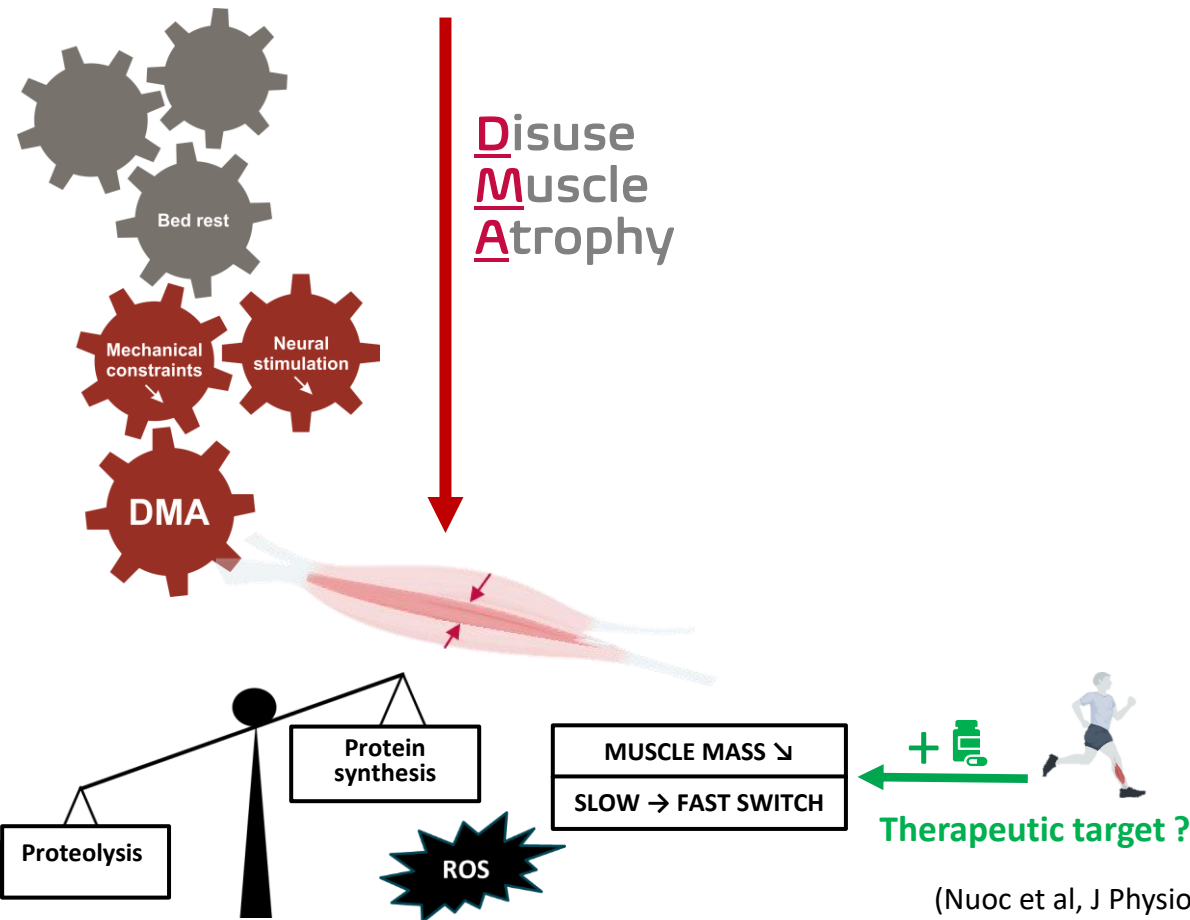 Disuse
Muscle
Atrophy
Bed rest
Mechanical
constraints
↘
Neural
stimulation
↘
DMA
Protein
synthesis
Proteolysis
ROS
MUSCLE MASS ↘
SLOW → FAST SWITCH
+
Therapeutic target ?
(Nuoc et al, J Physio